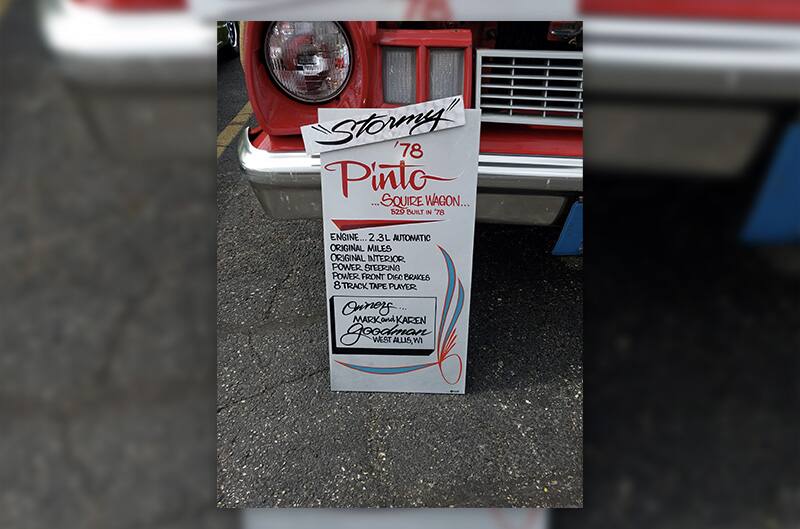 "Stormy"
'78
Pinto
...SQUIRE WAGON...
529 BUILT IN '78
ENGINE... 2.3L AUTOMATIC
ORIGINAL MILES
ORIGINAL INTERIOR
POWER STEERING
POWER FRONT DISC BRAKES
8 TRACK TAPE PLAYER
Owners...
MARK and KAREN
Goodman
WEST ALLIS, WI